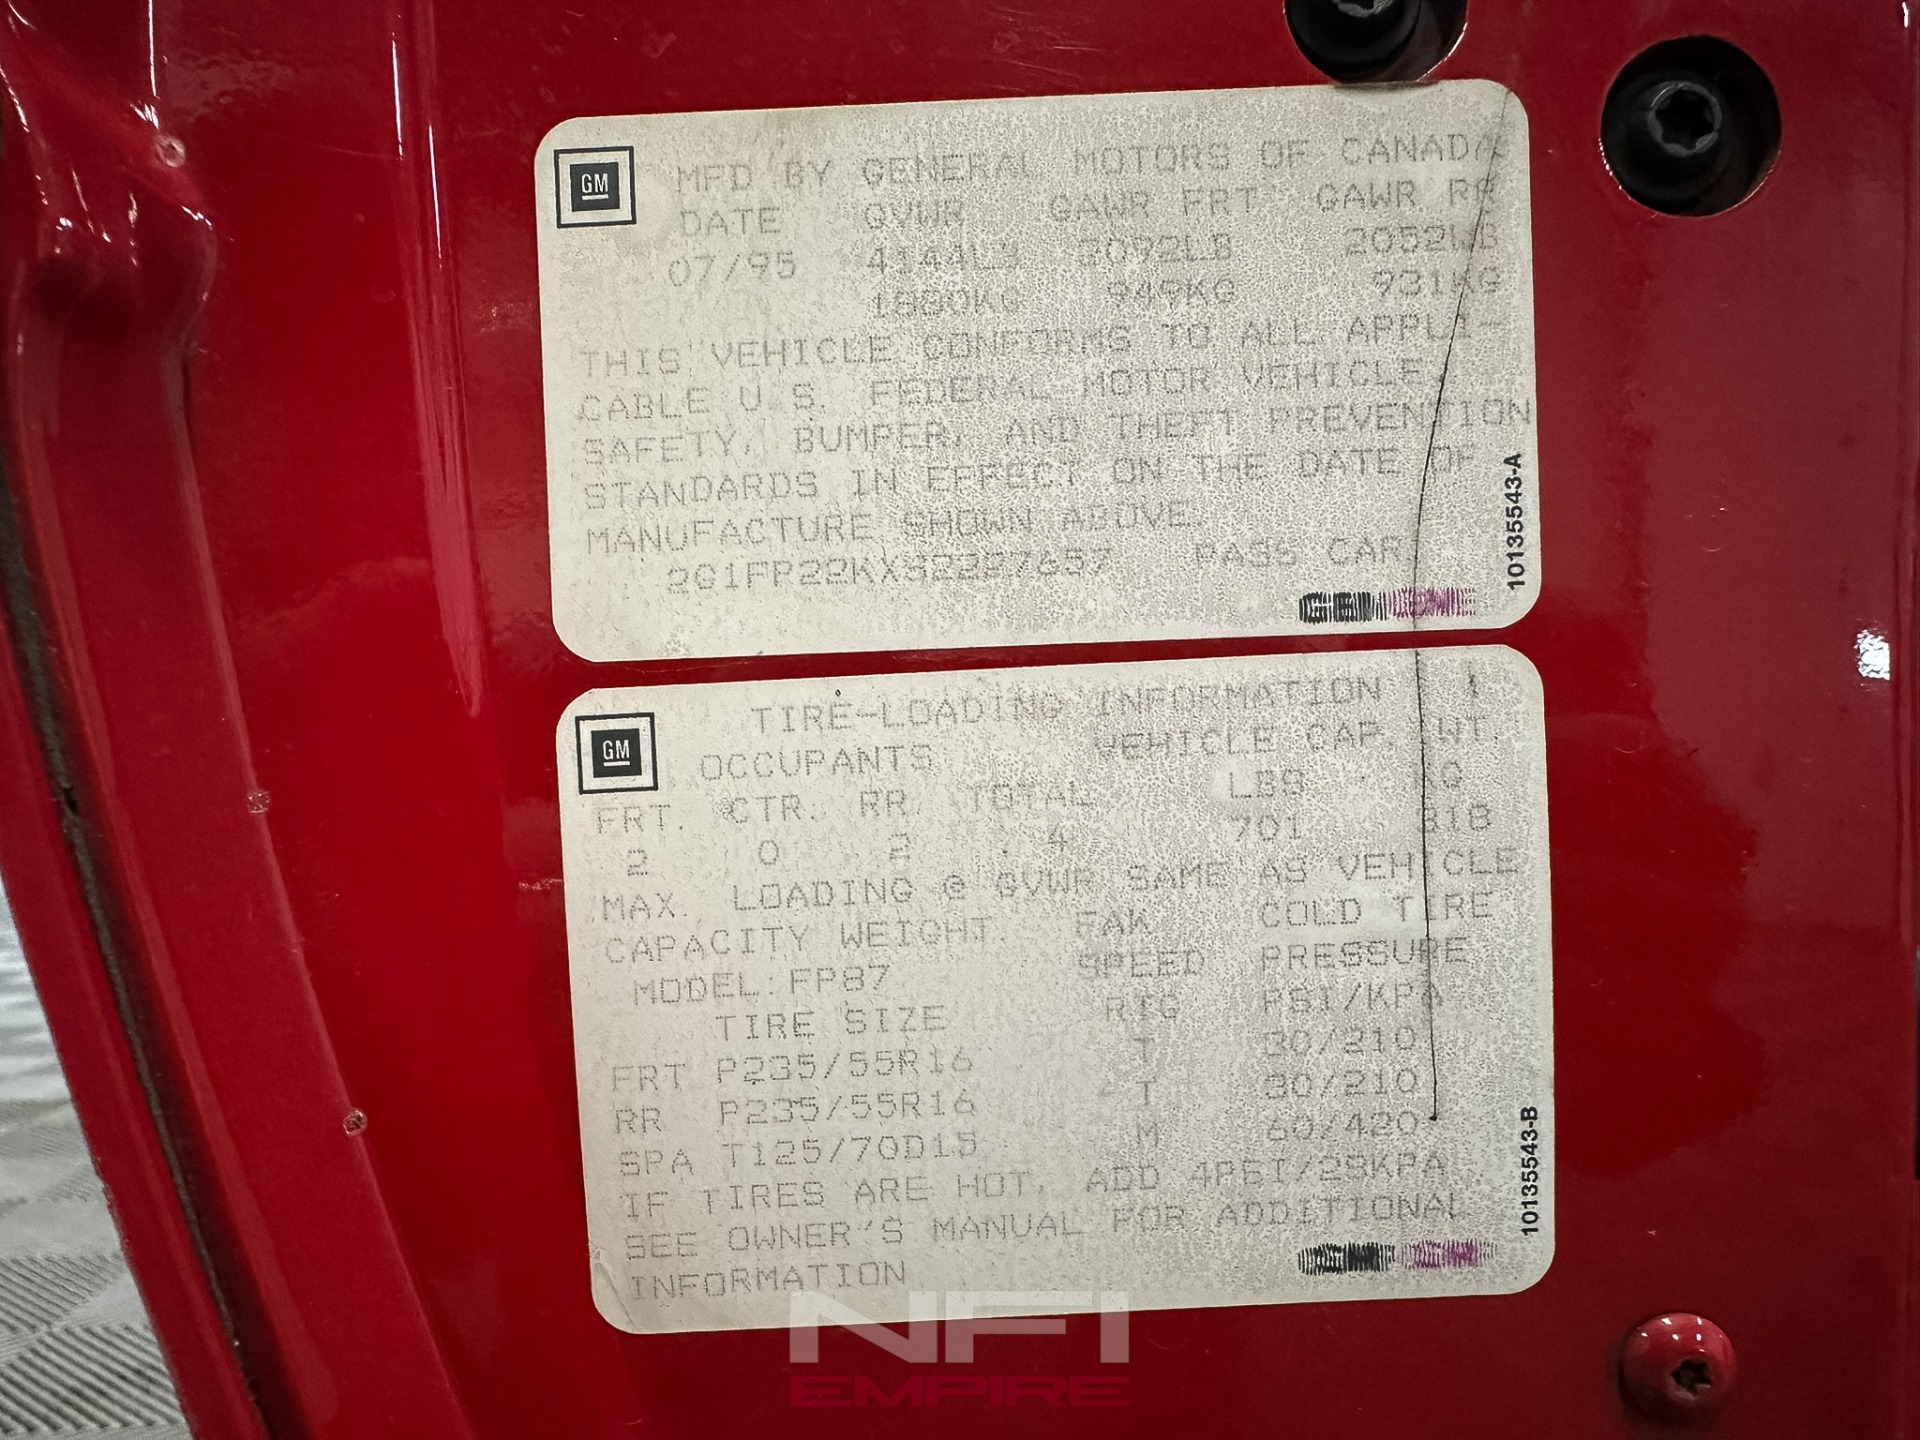 GM
MFD BY GENERAL MOTORS OF CANADA
DATE GVWR GAWR FRT GAWR RR
07/95 4144LB 2092LB 2052LB
1880KG 949KG 931KG
THIS VEHICLE CONFORMS TO ALL APPLI-
CABLE U.S. FEDERAL MOTOR VEHICLE
SAFETY, BUMPER, AND THEFT PREVENTION
STANDARDS IN EFFECT ON THE DATE OF
MANUFACTURE SHOWN ABOVE.
2G1FP22KXS2227657 PASS CAR
10135543-A
GM
TIRE-LOADING INFORMATION
OCCUPANTS VEHICLE CAP. WT.
FRT. CTR. RR. TOTAL LBS KG
2 0 2 4 701 318
MAX. LOADING @ GVWR SAME AS VEHICLE
CAPACITY WEIGHT. FAK COLD TIRE
MODEL: FP87 SPEED PRESSURE
TIRE SIZE RTG PSI/KPA
FRT P235/55R16 T 30/210
RR P235/55R16 T 30/210
SPA T125/70D15 M 60/420
IF TIRES ARE HOT, ADD 4PSI/28KPA
SEE OWNER'S MANUAL FOR ADDITIONAL
INFORMATION
10135543-B
NFI
EMPIRE